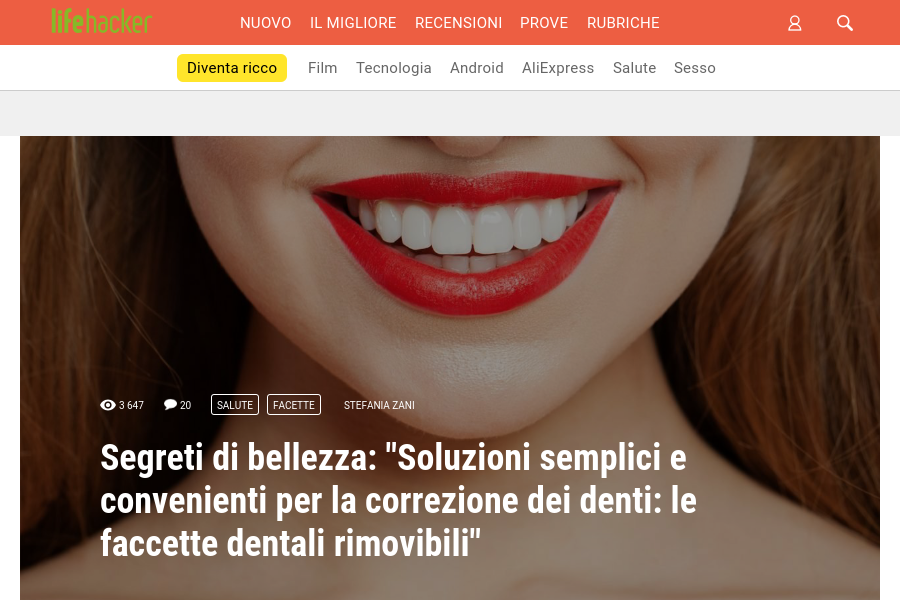 lifehacker
NUOVO IL MIGLIORE RECENSIONI PROVE RUBRICHE
Diventa ricco Film Tecnologia Android AliExpress Salute Sesso
3 647 20 SALUTE FACETTE STEFANIA ZANI
Segreti di bellezza: "Soluzioni semplici e
convenienti per la correzione dei denti: le
faccette dentali rimovibili"